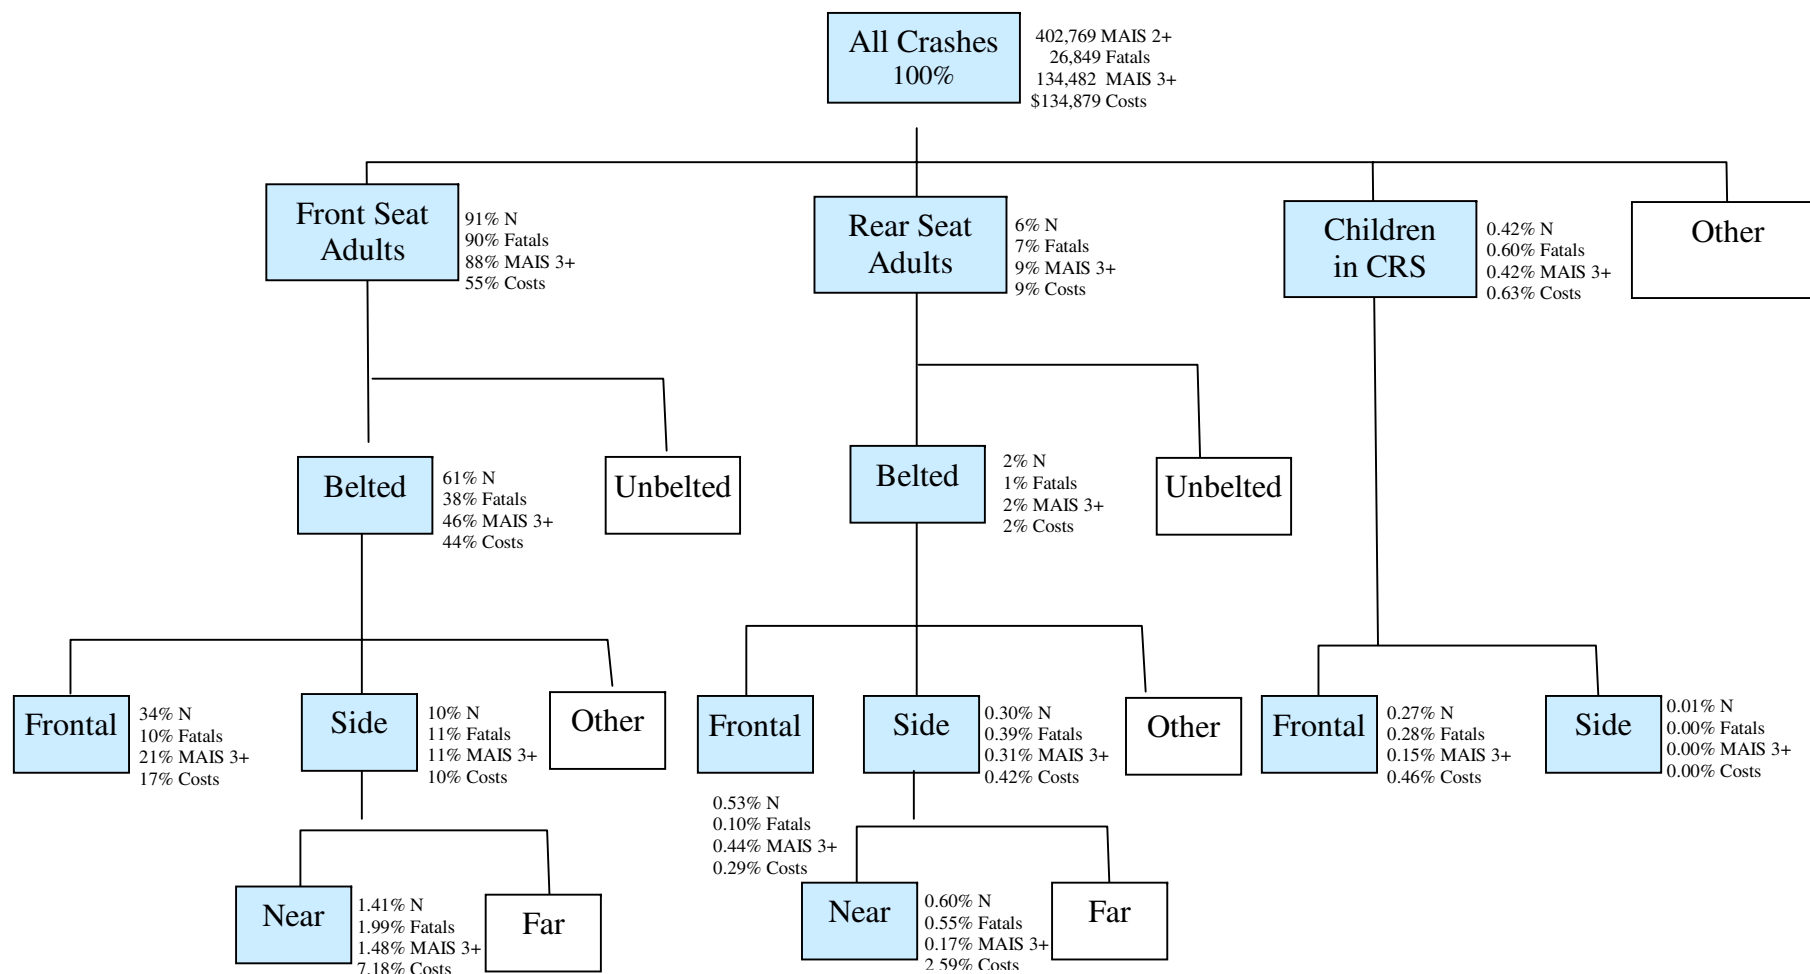 All Crashes
100%
402,769 MAIS 2+
26,849 Fatals
134,482 MAIS 3+
$134,879 Costs
Front Seat
Adults
91% N
90% Fatals
88% MAIS 3+
55% Costs
Rear Seat
Adults
6% N
7% Fatals
9% MAIS 3+
9% Costs
Children
in CRS
0.42% N
0.60% Fatals
0.42% MAIS 3+
0.63% Costs
Other
Belted
61% N
38% Fatals
46% MAIS 3+
44% Costs
Unbelted
Belted
2% N
1% Fatals
2% MAIS 3+
2% Costs
Unbelted
Frontal
34% N
10% Fatals
21% MAIS 3+
17% Costs
Side
10% N
11% Fatals
11% MAIS 3+
10% Costs
Other
Frontal
0.53% N
0.10% Fatals
0.44% MAIS 3+
0.29% Costs
Side
0.30% N
0.39% Fatals
0.31% MAIS 3+
0.42% Costs
Other
Frontal
0.27% N
0.28% Fatals
0.15% MAIS 3+
0.46% Costs
Side
0.01% N
0.00% Fatals
0.00% MAIS 3+
0.00% Costs
Near
1.41% N
1.99% Fatals
1.48% MAIS 3+
7.18% Costs
Far
Near
0.60% N
0.55% Fatals
0.17% MAIS 3+
2.59% Costs
Far